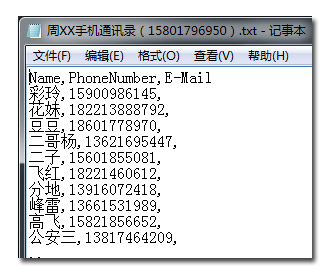 周XX手机通讯录（15801796950）.txt - 记事本
文件(F) 编辑(E) 格式(O) 查看(V) 帮助(H)
Name,PhoneNumber,E-Mail
彩玲,15900986145,
花妹,182213888792,
豆豆,18601778970,
二哥杨,13621695447,
二子,15601855081,
飞红,18221460612,
分地,13916072418,
峰雷,13661531989,
高飞,15821856652,
公安三,13817464209,